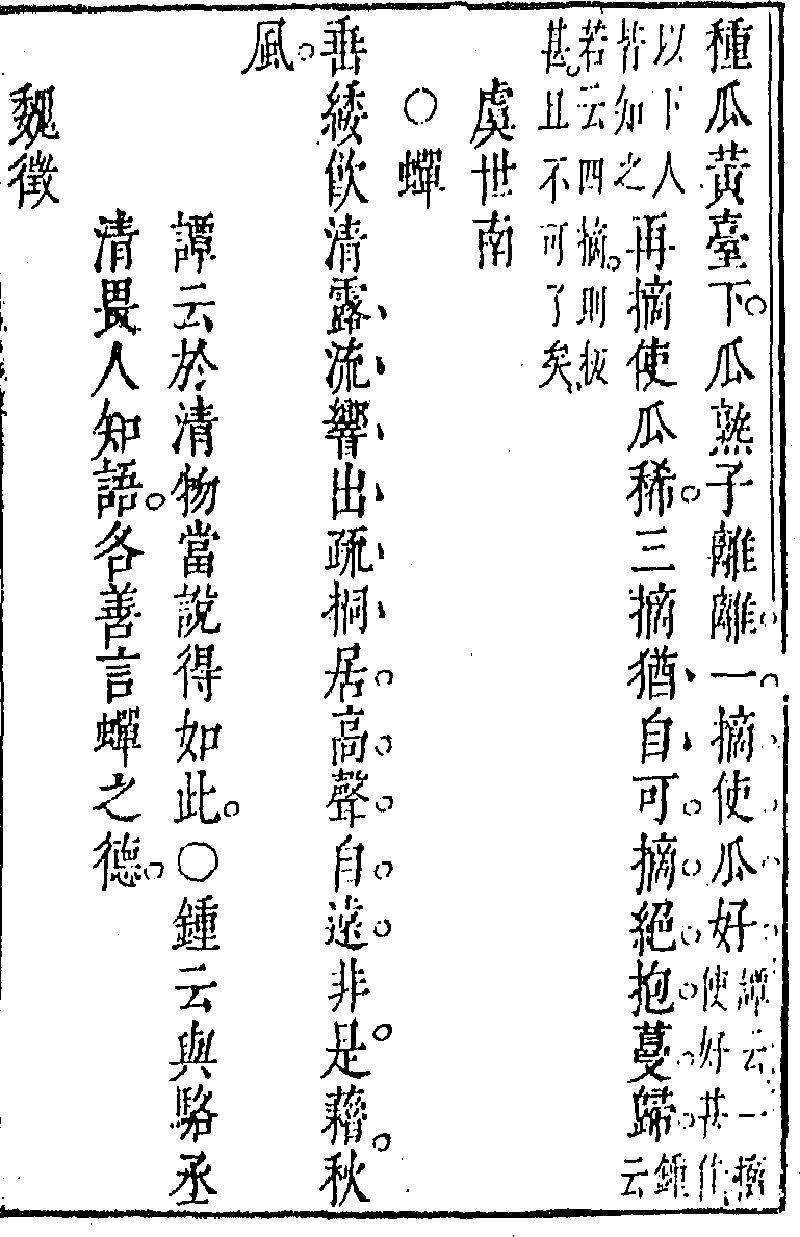 種瓜黃臺下瓜熟子離離一摘使瓜好譚云一摘使好甚
以下人皆知之再摘使瓜稀三摘猶自可摘絕抱蔓歸鍾云
若云四摘則板甚且不可了矣
虞世南
○蟬
垂緌飲清露流響出疏桐居高聲自遠非是藉秋
風
譚云於清物當說得如此○鍾云與駱丞
清畏人知語各善言蟬之德
魏徵